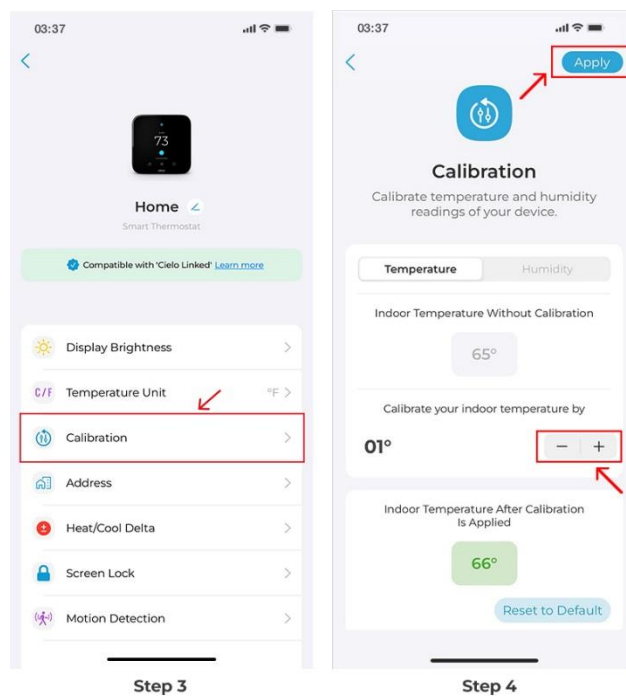 03:37
73
Home
Smart Thermostat
Compatible with 'Cielo Linked' Learn more
Display Brightness
C/F Temperature Unit °F
Calibration
Address
Heat/Cool Delta
Screen Lock
Motion Detection
Step 3
03:37
Apply
Calibration
Calibrate temperature and humidity
readings of your device.
Temperature Humidity
Indoor Temperature Without Calibration
65°
Calibrate your indoor temperature by
01° − +
Indoor Temperature After Calibration
Is Applied
66°
Reset to Default
Step 4